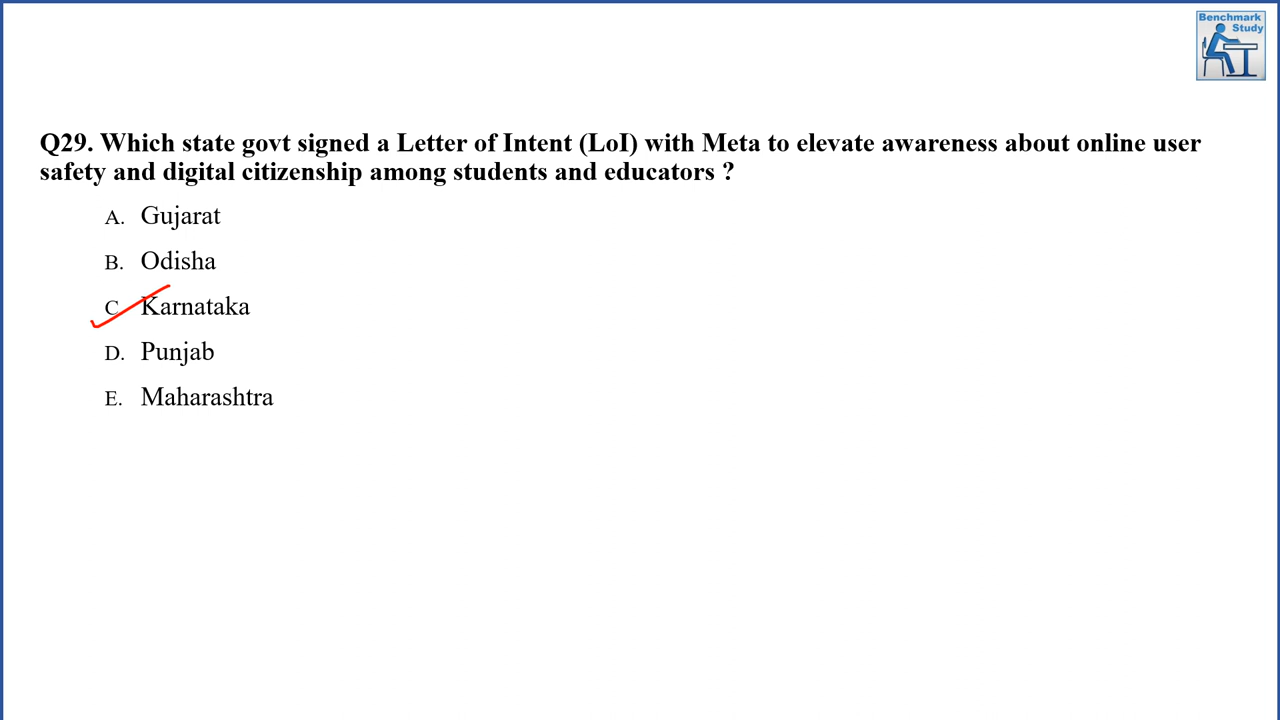 Benchmark
Study
Q29. Which state govt signed a Letter of Intent (LoI) with Meta to elevate awareness about online user
safety and digital citizenship among students and educators ?
A. Gujarat
B. Odisha
C. Karnataka
D. Punjab
E. Maharashtra